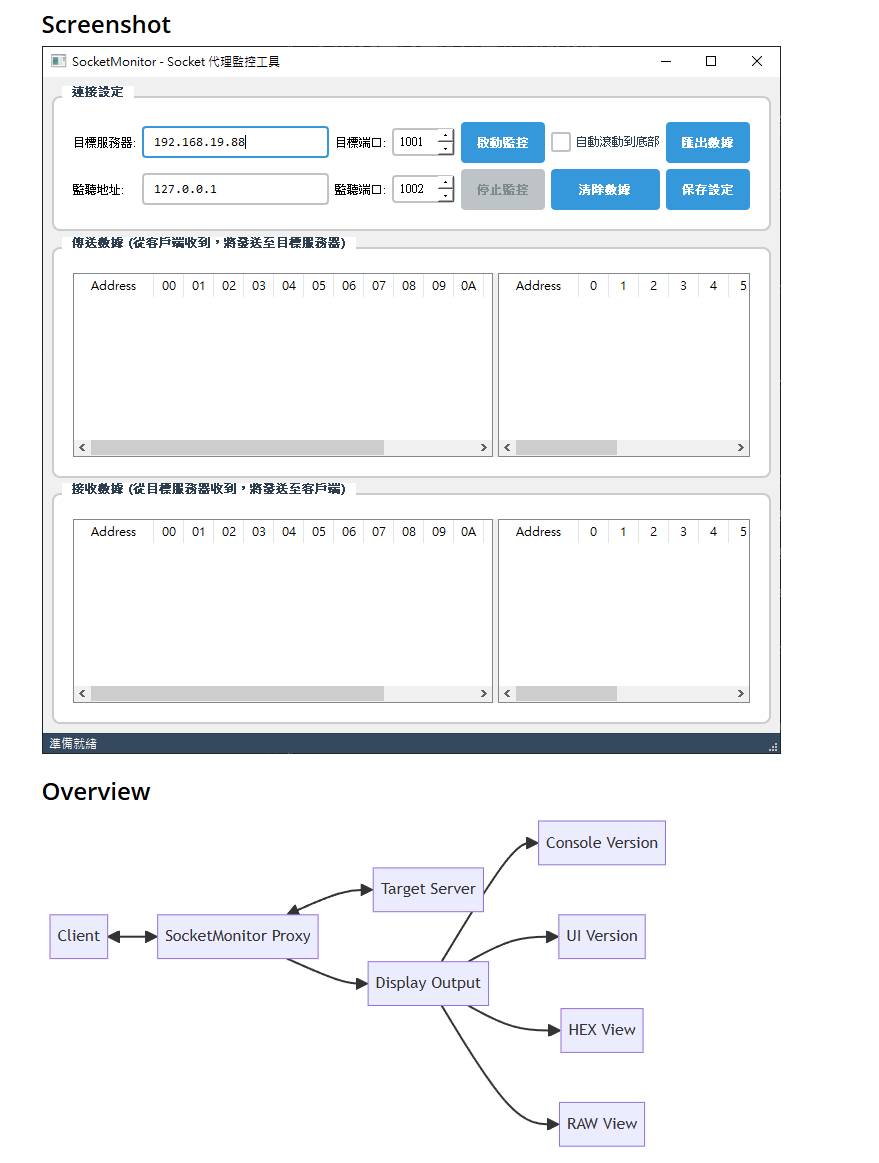 Screenshot
SocketMonitor - Socket 代理監控工具
連接設定
目標服務器: 192.168.19.88 目標端口: 1001 啟動監控 自動滾動到底部 匯出數據
監聽地址: 127.0.0.1 監聽端口: 1002 停止監控 清除數據 保存設定
傳送數據 (從客戶端收到，將發送至目標服務器)
Address 00 01 02 03 04 05 06 07 08 09 0A Address 0 1 2 3 4 5
接收數據 (從目標服務器收到，將發送至客戶端)
Address 00 01 02 03 04 05 06 07 08 09 0A Address 0 1 2 3 4 5
準備就緒
Overview
Console Version
Target Server
Client
SocketMonitor Proxy
UI Version
Display Output
HEX View
RAW View